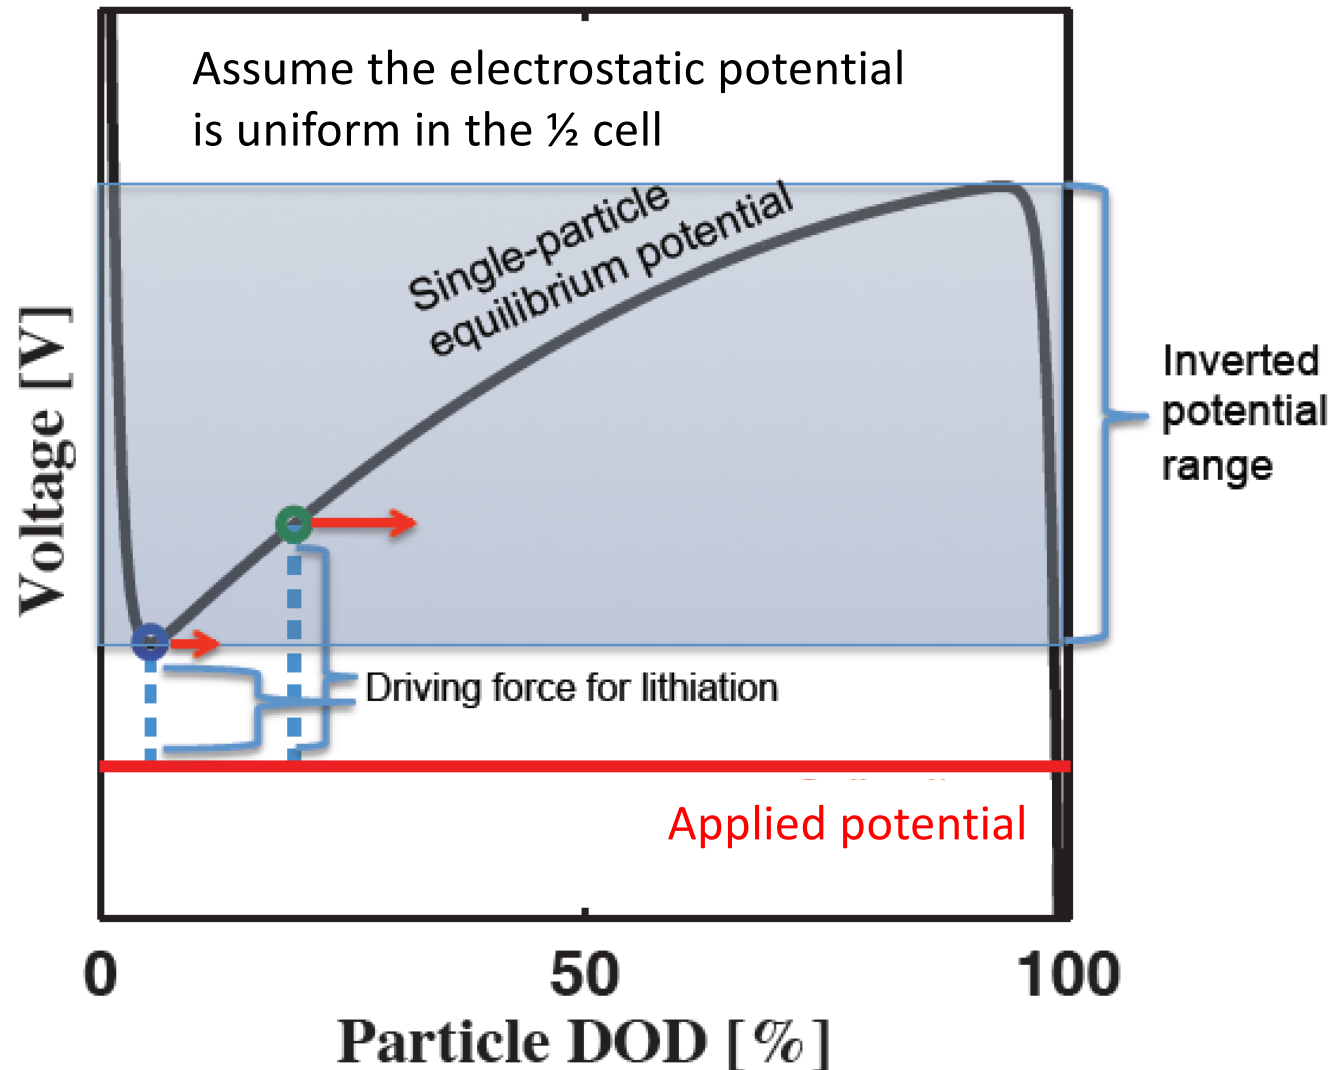 Assume the electrostatic potential
is uniform in the ½ cell
Single-particle
equilibrium potential
Voltage [V]
Inverted
potential
range
Driving force for lithiation
Applied potential
0
50
100
Particle DOD [%]